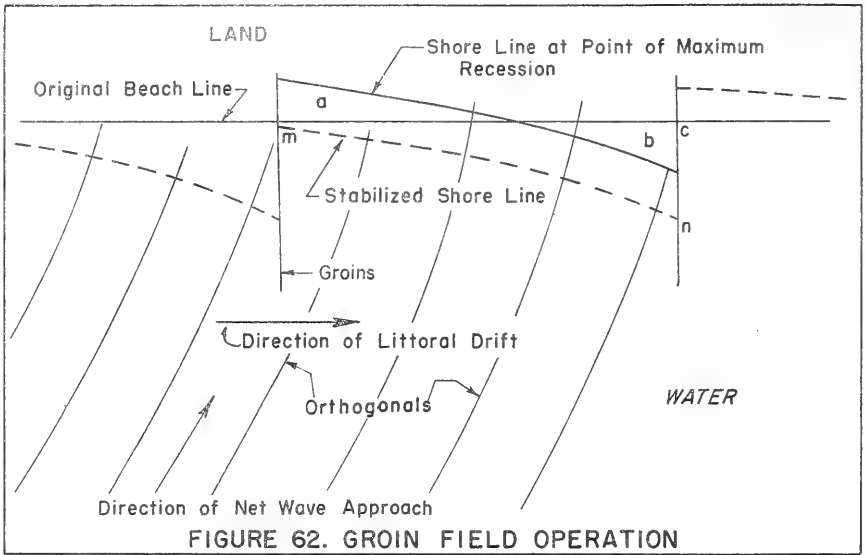 LAND
Shore Line at Point of Maximum
Recession
Original Beach Line
a
b
c
m
Stabilized Shore Line
n
Groins
Direction of Littoral Drift
Orthogonals
WATER
Direction of Net Wave Approach
FIGURE 62. GROIN FIELD OPERATION